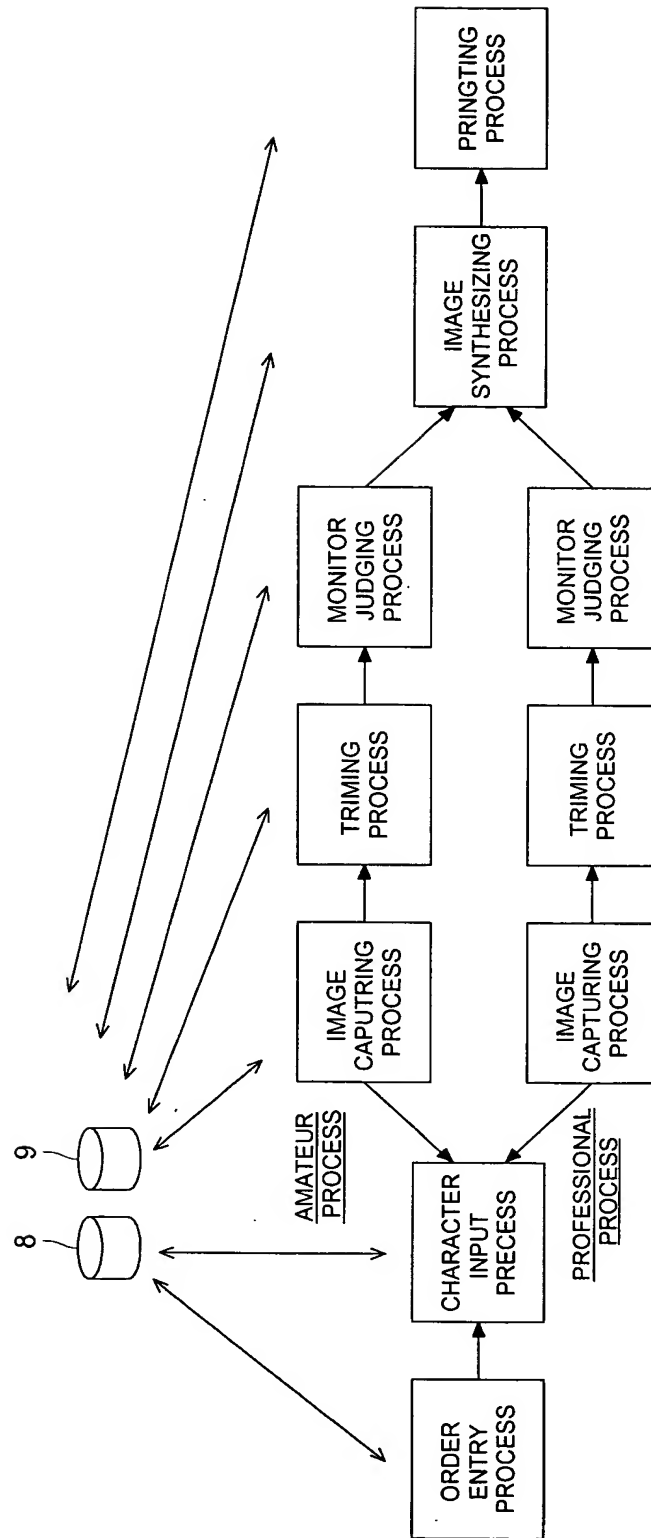 8
9
ORDER
ENTRY
PROCESS
CHARACTER
INPUT
PRECESS
AMATEUR
PROCESS
IMAGE
CAPUTRING
PROCESS
TRIMING
PROCESS
MONITOR
JUDGING
PROCESS
PROFESSIONAL
PROCESS
IMAGE
CAPTURING
PROCESS
TRIMING
PROCESS
MONITOR
JUDGING
PROCESS
IMAGE
SYNTHESIZING
PROCESS
PRINGTING
PROCESS